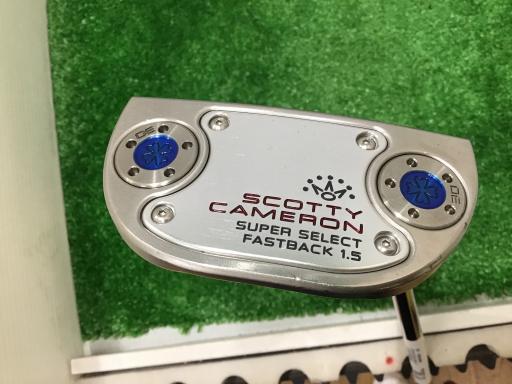 SCOTTY
CAMERON
SUPER SELECT
FASTBACK 1.5